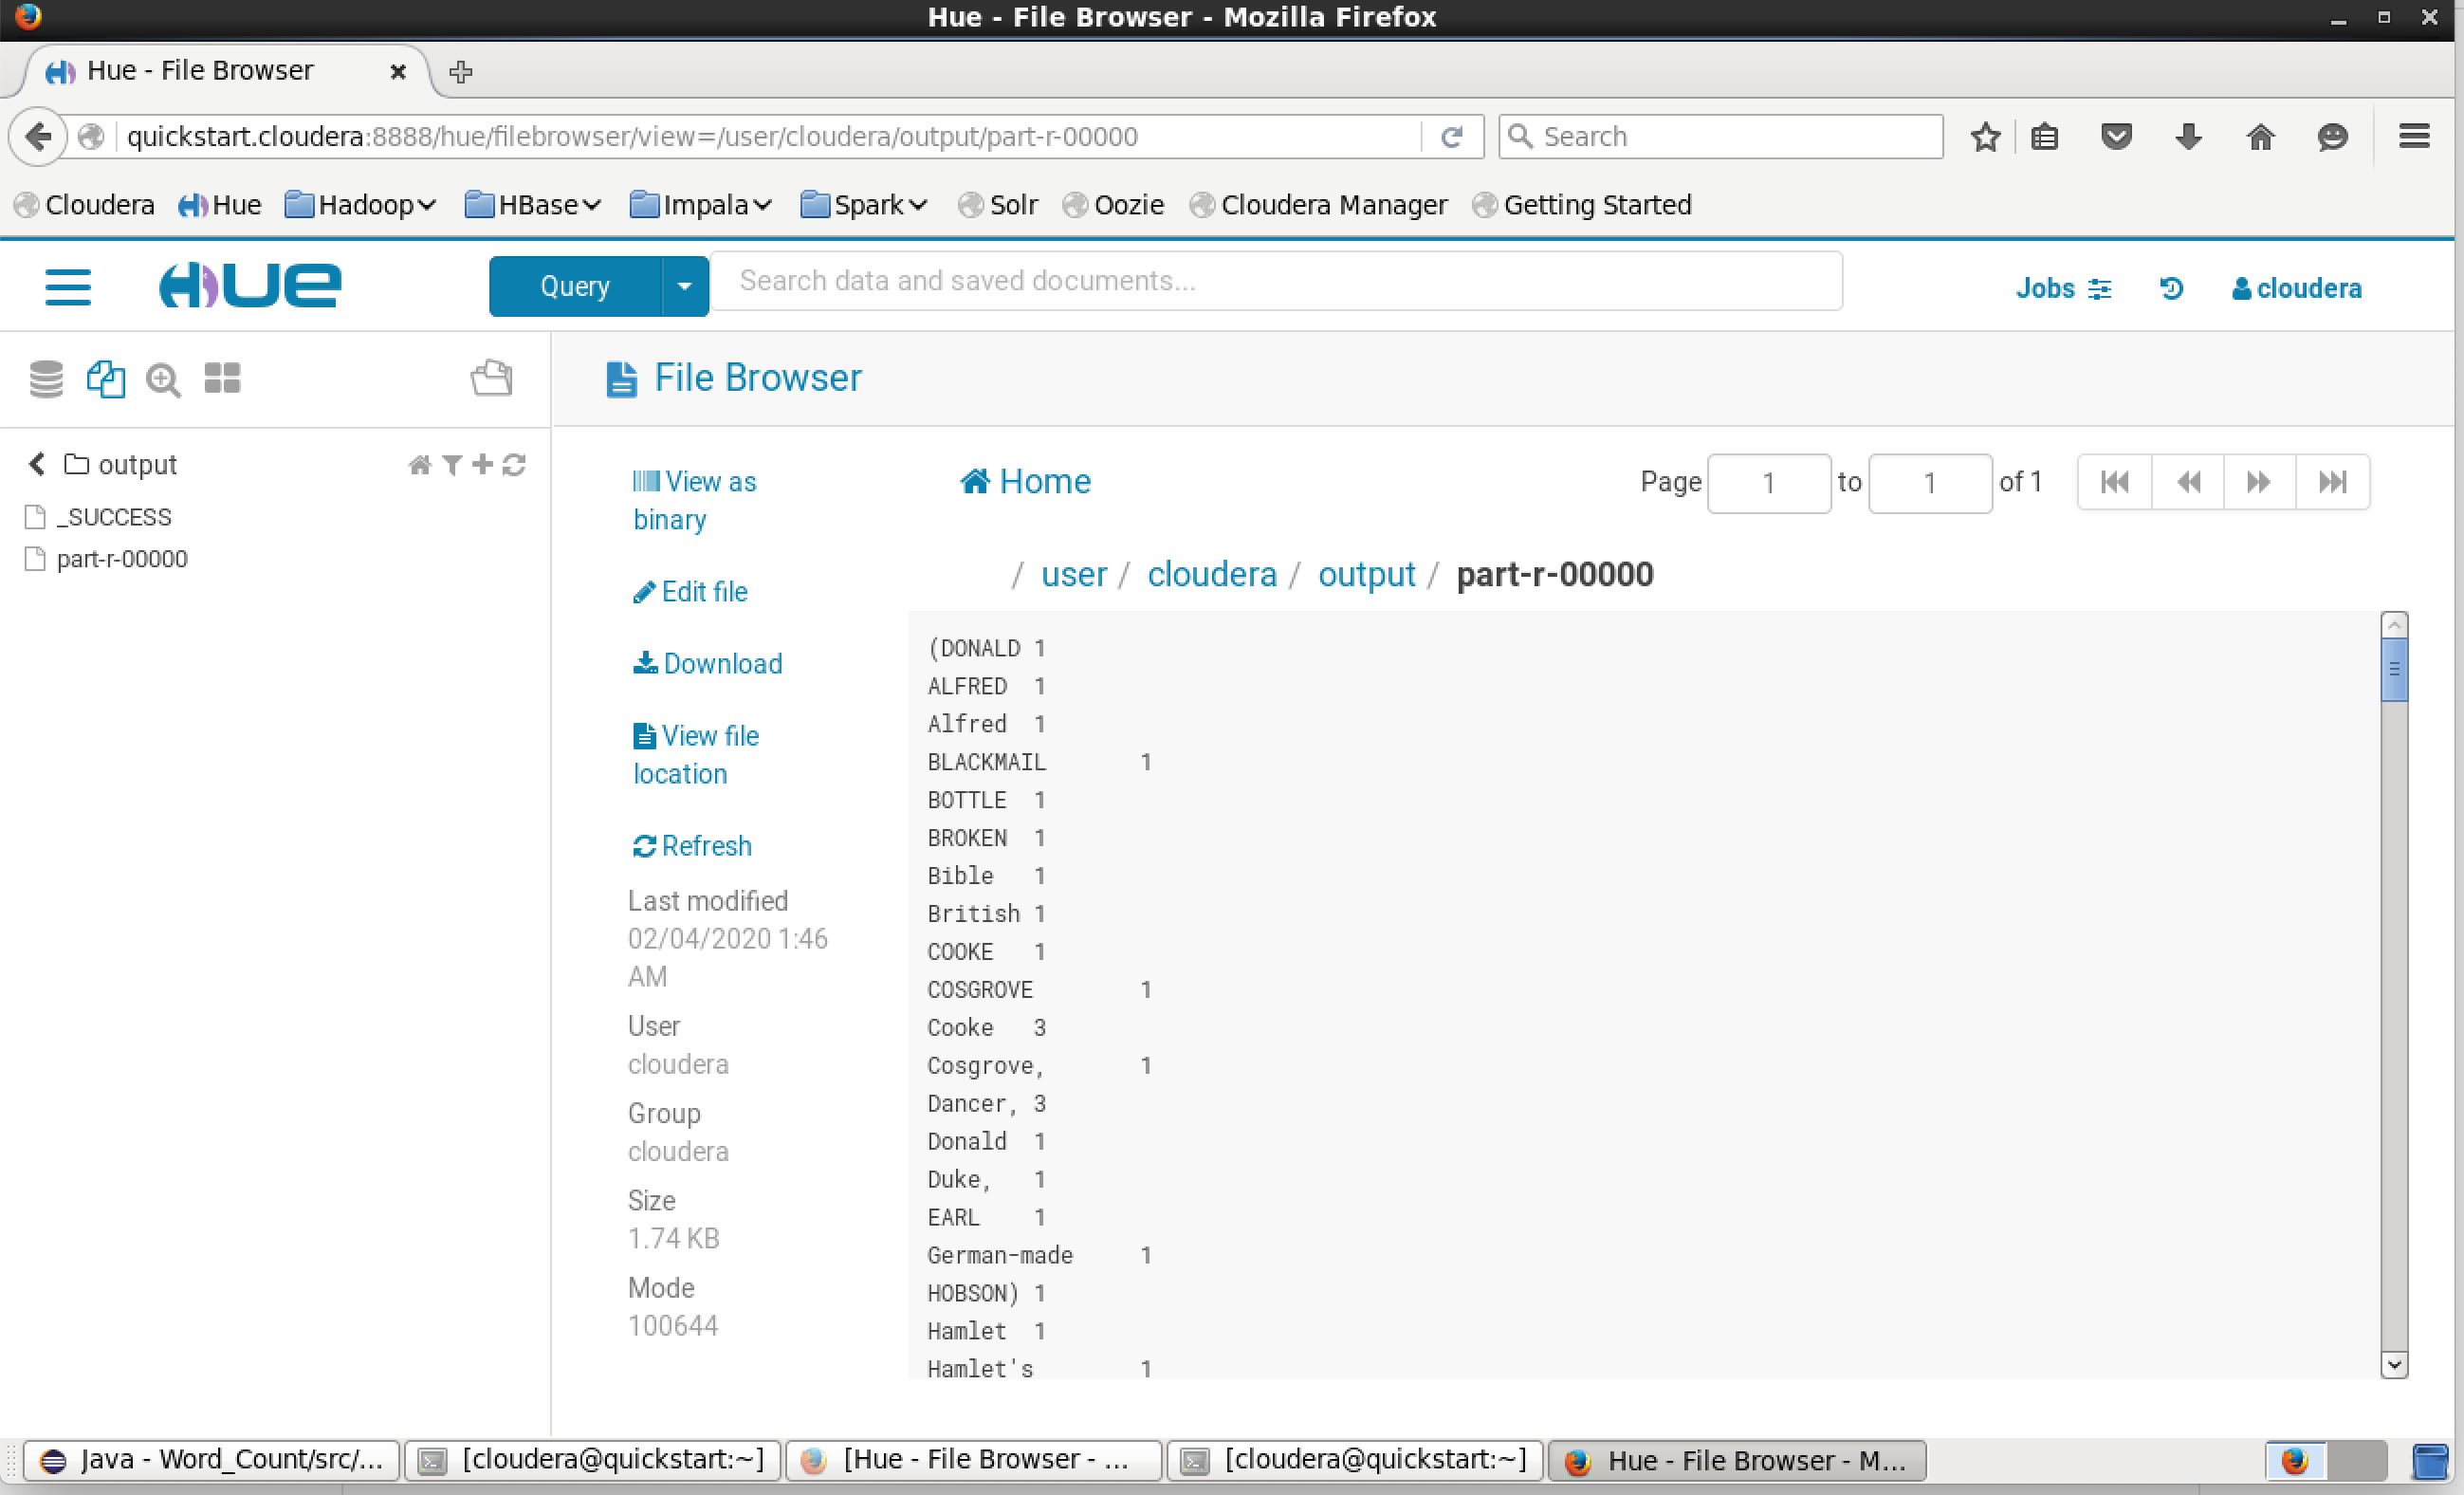 Hue - File Browser - Mozilla Firefox
Hue - File Browser
quickstart.cloudera:8888/hue/filebrowser/view=/user/cloudera/output/part-r-00000
Search
Cloudera Hue Hadoop HBase Impala Spark Solr Oozie Cloudera Manager Getting Started
HUE
Query
Search data and saved documents...
Jobs
cloudera
File Browser
output
_SUCCESS
part-r-00000
View as
binary
Edit file
Download
View file
location
Refresh
Last modified
02/04/2020 1:46
AM
User
cloudera
Group
cloudera
Size
1.74 KB
Mode
100644
Home
Page 1 to 1 of 1
/ user / cloudera / output / part-r-00000
(DONALD 1
ALFRED 1
Alfred 1
BLACKMAIL 1
BOTTLE 1
BROKEN 1
Bible 1
British 1
COOKE 1
COSGROVE 1
Cooke 3
Cosgrove, 1
Dancer, 3
Donald 1
Duke, 1
EARL 1
German-made 1
HOBSON) 1
Hamlet 1
Hamlet's 1
Java - Word_Count/src/...
[cloudera@quickstart:~]
[Hue - File Browser - ...
[cloudera@quickstart:~]
Hue - File Browser - M...